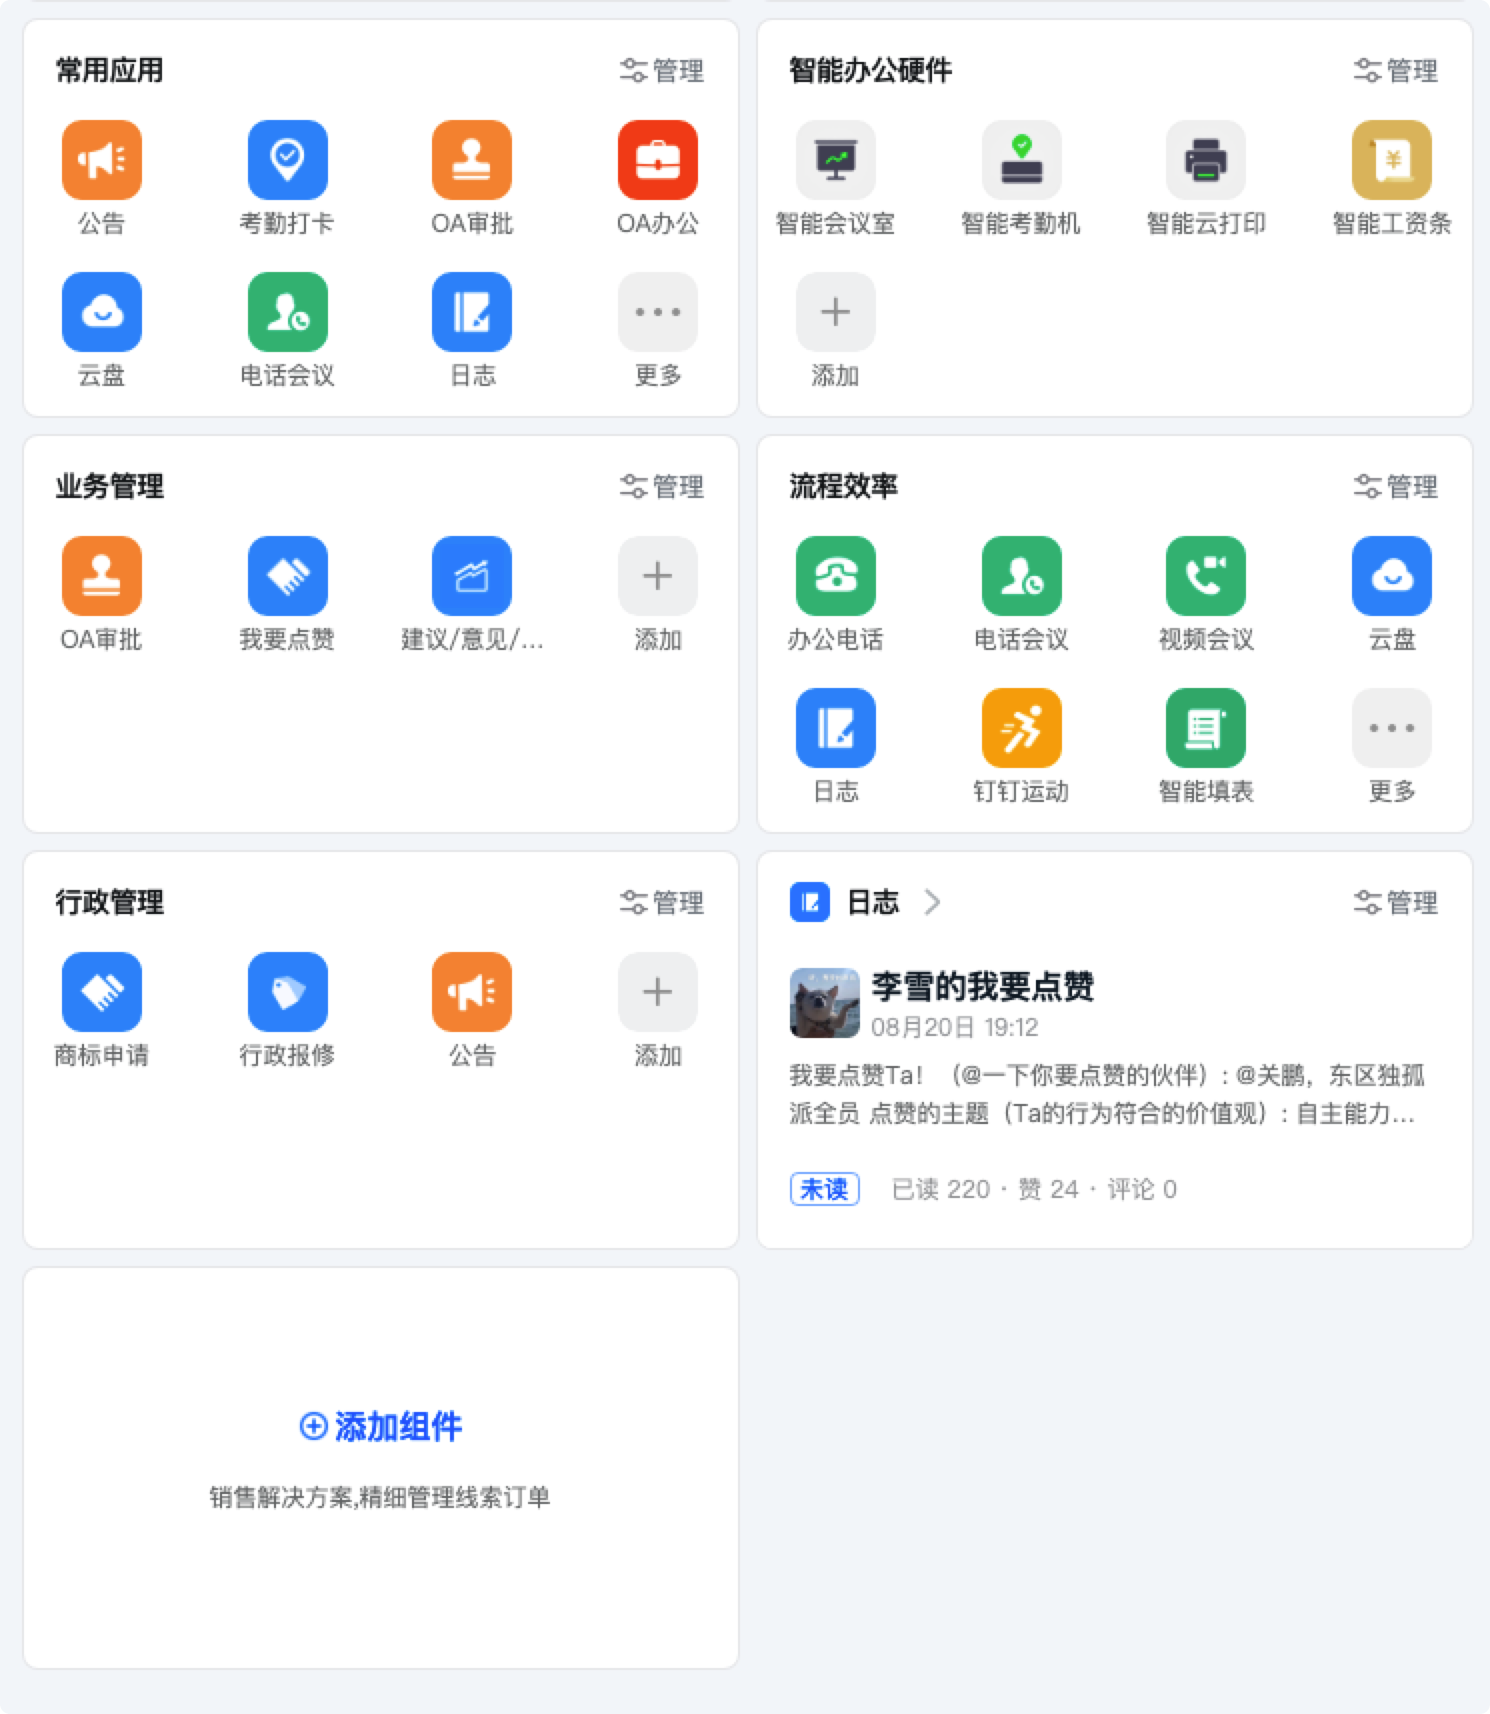 常用应用 管理
公告 考勤打卡 OA审批 OA办公
云盘 电话会议 日志 更多
智能办公硬件 管理
智能会议室 智能考勤机 智能云打印 智能工资条
添加
业务管理 管理
OA审批 我要点赞 建议/意见/... 添加
流程效率 管理
办公电话 电话会议 视频会议 云盘
日志 钉钉运动 智能填表 更多
行政管理 管理
商标申请 行政报修 公告 添加
日志 管理
李雪的我要点赞
08月20日 19:12
我要点赞Ta！（@一下你要点赞的伙伴）: @关鹏，东区独孤
派全员 点赞的主题（Ta的行为符合的价值观）: 自主能力...
未读 已读 220 · 赞 24 · 评论 0
添加组件
销售解决方案,精细管理线索订单